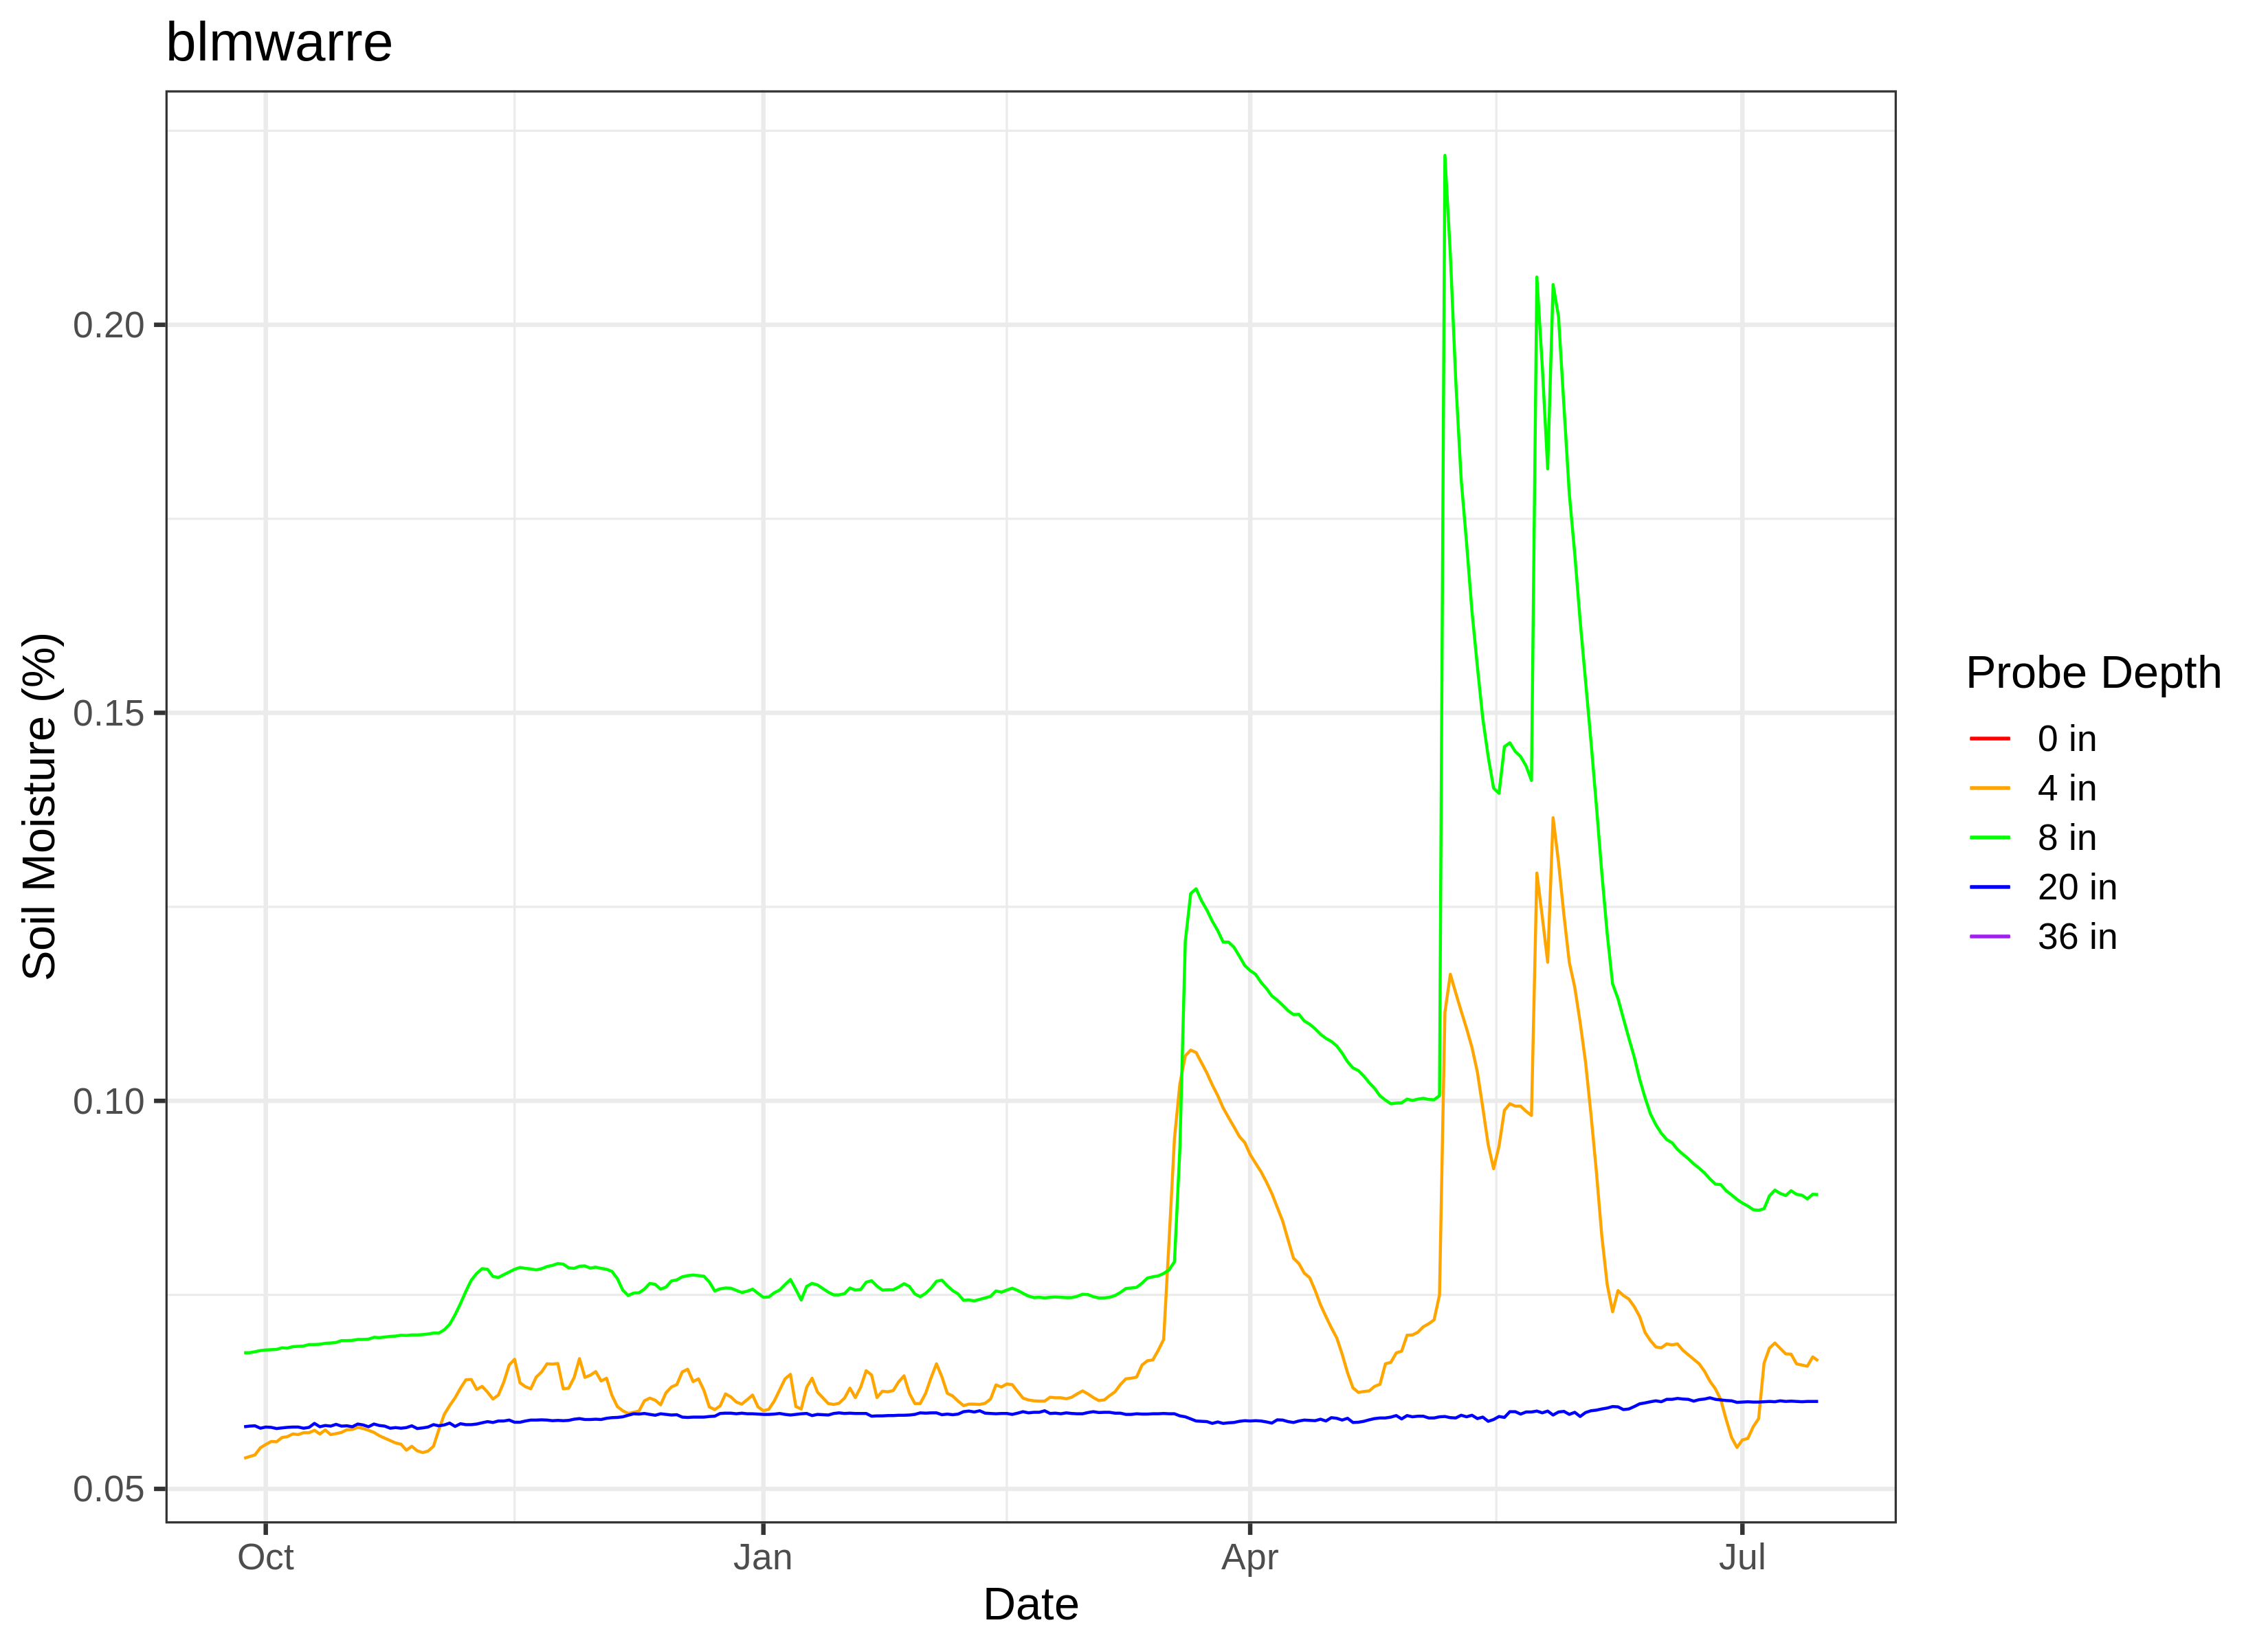 blmwarre
Soil Moisture (%)
0.20
0.15
0.10
0.05
Oct
Jan
Apr
Jul
Date
Probe Depth
0 in
4 in
8 in
20 in
36 in